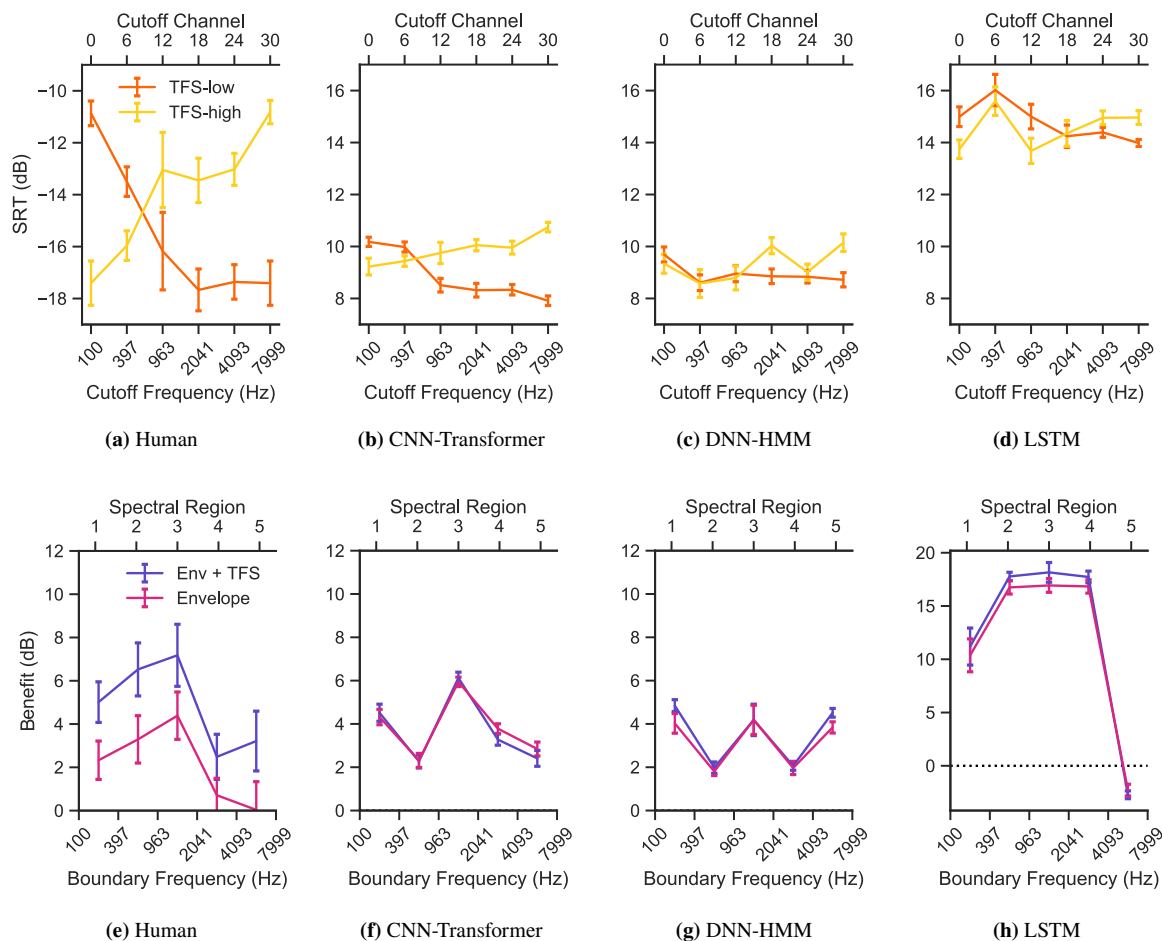 Cutoff Channel
0 6 12 18 24 30
Cutoff Channel
0 6 12 18 24 30
Cutoff Channel
0 6 12 18 24 30
Cutoff Channel
0 6 12 18 24 30
SRT (dB)
−10
−12
−14
−16
−18
TFS-low
TFS-high
16
14
12
10
8
16
14
12
10
8
16
14
12
10
8
100 397 963 2041 4093 7999
Cutoff Frequency (Hz)
100 397 963 2041 4093 7999
Cutoff Frequency (Hz)
100 397 963 2041 4093 7999
Cutoff Frequency (Hz)
100 397 963 2041 4093 7999
Cutoff Frequency (Hz)
(a) Human
(b) CNN-Transformer
(c) DNN-HMM
(d) LSTM
Spectral Region
1 2 3 4 5
Spectral Region
1 2 3 4 5
Spectral Region
1 2 3 4 5
Spectral Region
1 2 3 4 5
Benefit (dB)
12
10
8
6
4
2
0
Env + TFS
Envelope
12
10
8
6
4
2
0
12
10
8
6
4
2
0
20
15
10
5
0
100 397 963 2041 4093 7999
Boundary Frequency (Hz)
100 397 963 2041 4093 7999
Boundary Frequency (Hz)
100 397 963 2041 4093 7999
Boundary Frequency (Hz)
100 397 963 2041 4093 7999
Boundary Frequency (Hz)
(e) Human
(f) CNN-Transformer
(g) DNN-HMM
(h) LSTM